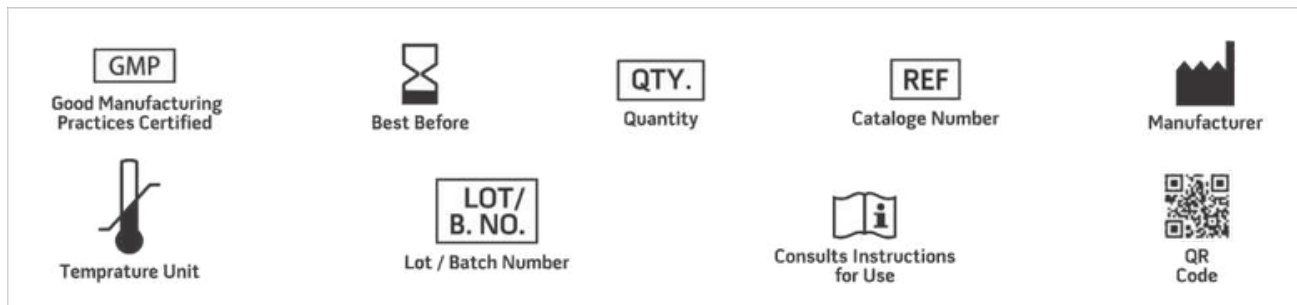 GMP
Good Manufacturing
Practices Certified
Best Before
QTY.
Quantity
REF
Cataloge Number
Manufacturer
Temprature Unit
LOT/
B. NO.
Lot / Batch Number
i
Consults Instructions
for Use
QR
Code